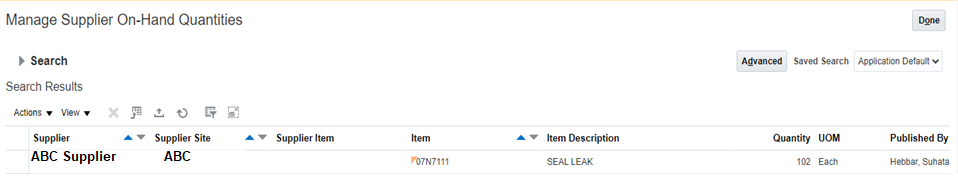 Manage Supplier On-Hand Quantities Done
Search Advanced Saved Search Application Default
Search Results
Actions View
Supplier Supplier Site Supplier Item Item Item Description Quantity UOM Published By
ABC Supplier ABC 07N7111 SEAL LEAK 102 Each Hebbar, Suhata